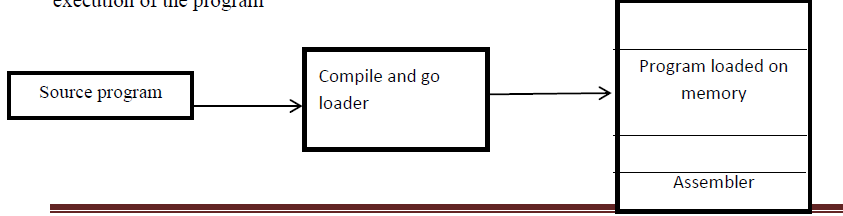 execution of the program
Source program
Compile and go
loader
Program loaded on
memory
Assembler